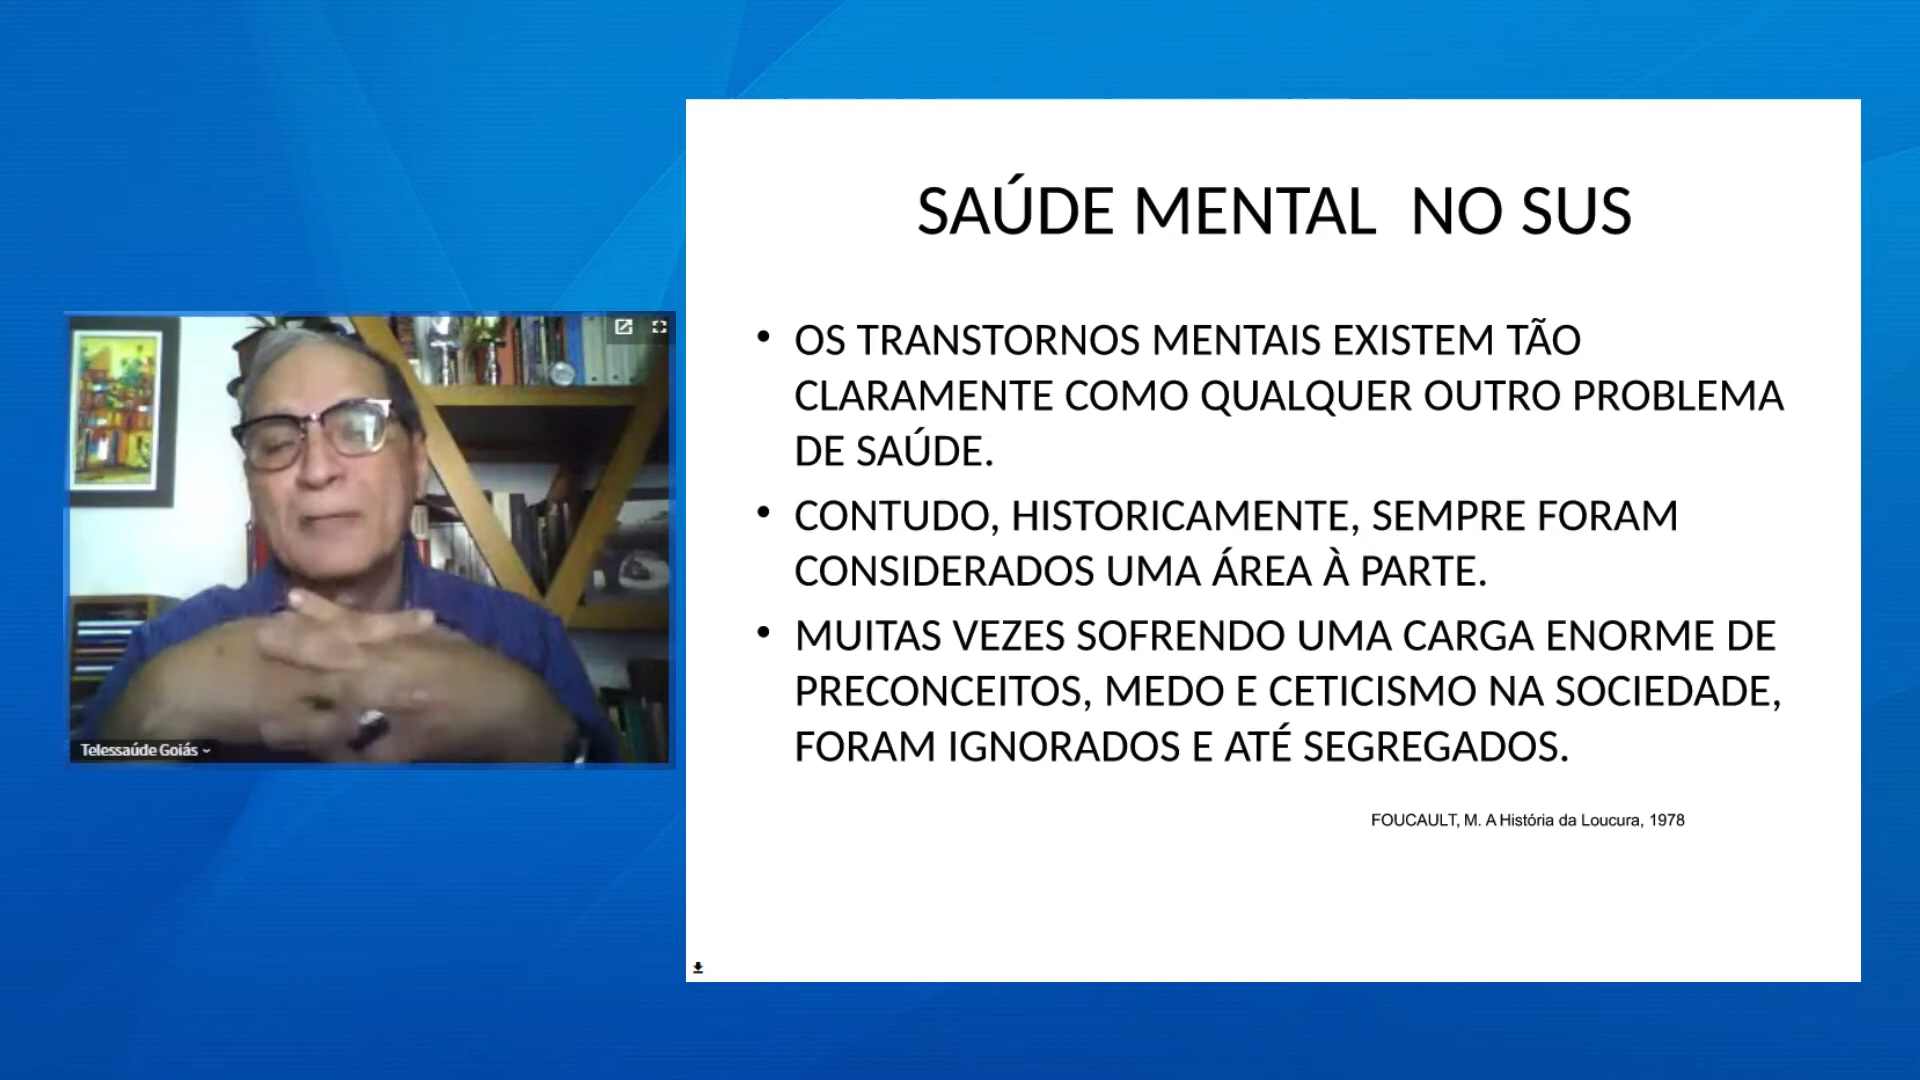 SAÚDE MENTAL NO SUS
• OS TRANSTORNOS MENTAIS EXISTEM TÃO
CLARAMENTE COMO QUALQUER OUTRO PROBLEMA
DE SAÚDE.
• CONTUDO, HISTORICAMENTE, SEMPRE FORAM
CONSIDERADOS UMA ÁREA À PARTE.
• MUITAS VEZES SOFRENDO UMA CARGA ENORME DE
PRECONCEITOS, MEDO E CETICISMO NA SOCIEDADE,
FORAM IGNORADOS E ATÉ SEGREGADOS.
FOUCAULT, M. A História da Loucura, 1978
Telessaúde Goiás